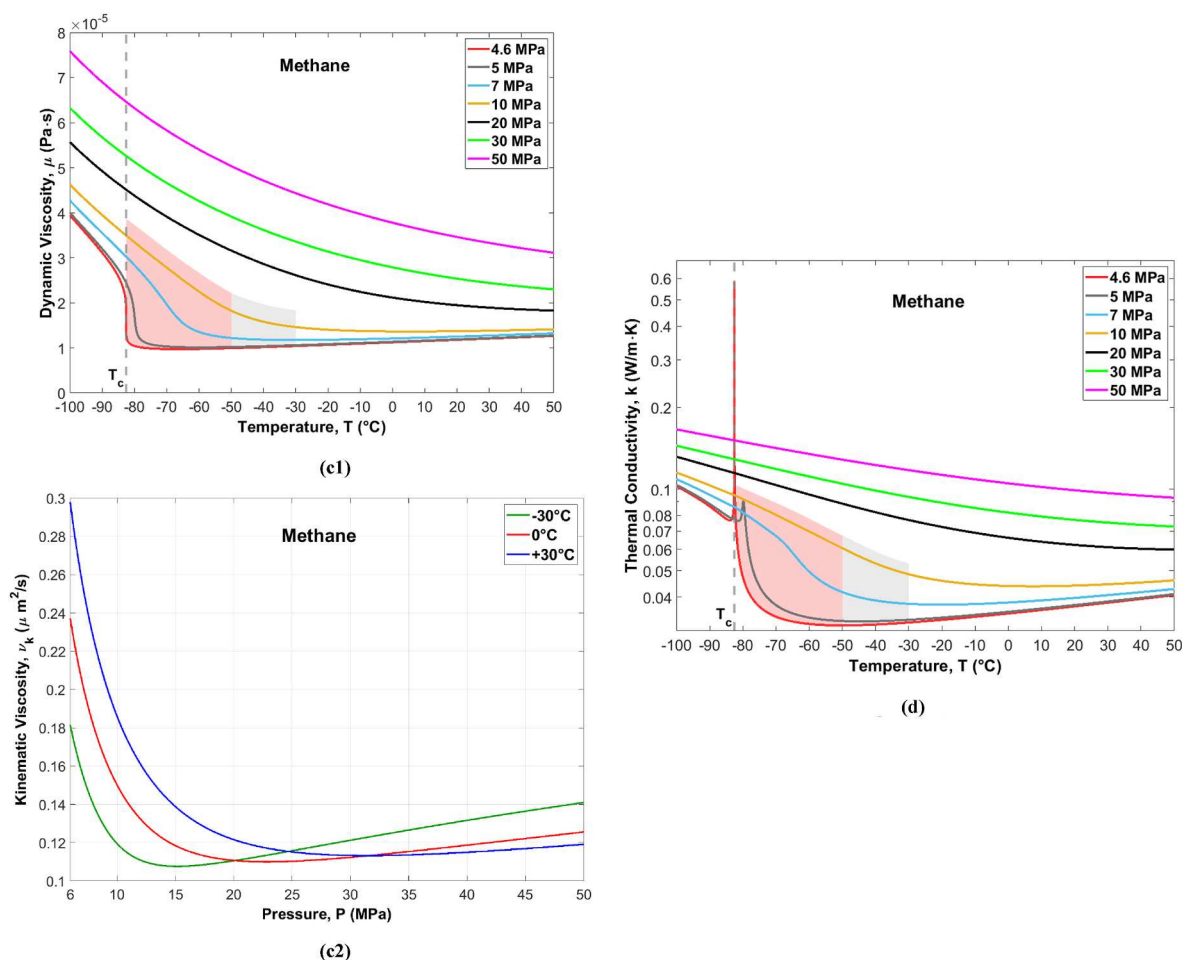 ×10⁻⁵
8
7
6
5
4
3
2
1
0
Dynamic Viscosity, μ (Pa·s)
Methane
4.6 MPa
5 MPa
7 MPa
10 MPa
20 MPa
30 MPa
50 MPa
T_c
-100 -90 -80 -70 -60 -50 -40 -30 -20 -10 0 10 20 30 40 50
Temperature, T (°C)
(c1)
0.3
0.28
0.26
0.24
0.22
0.2
0.18
0.16
0.14
0.12
0.1
Kinematic Viscosity, ν_k (μ m²/s)
Methane
-30°C
0°C
+30°C
6 10 15 20 25 30 35 40 45 50
Pressure, P (MPa)
(c2)
0.6
0.5
0.4
0.3
0.2
0.1
0.08
0.06
0.05
0.04
Thermal Conductivity, k (W/m·K)
Methane
4.6 MPa
5 MPa
7 MPa
10 MPa
20 MPa
30 MPa
50 MPa
T_c
-100 -90 -80 -70 -60 -50 -40 -30 -20 -10 0 10 20 30 40 50
Temperature, T (°C)
(d)